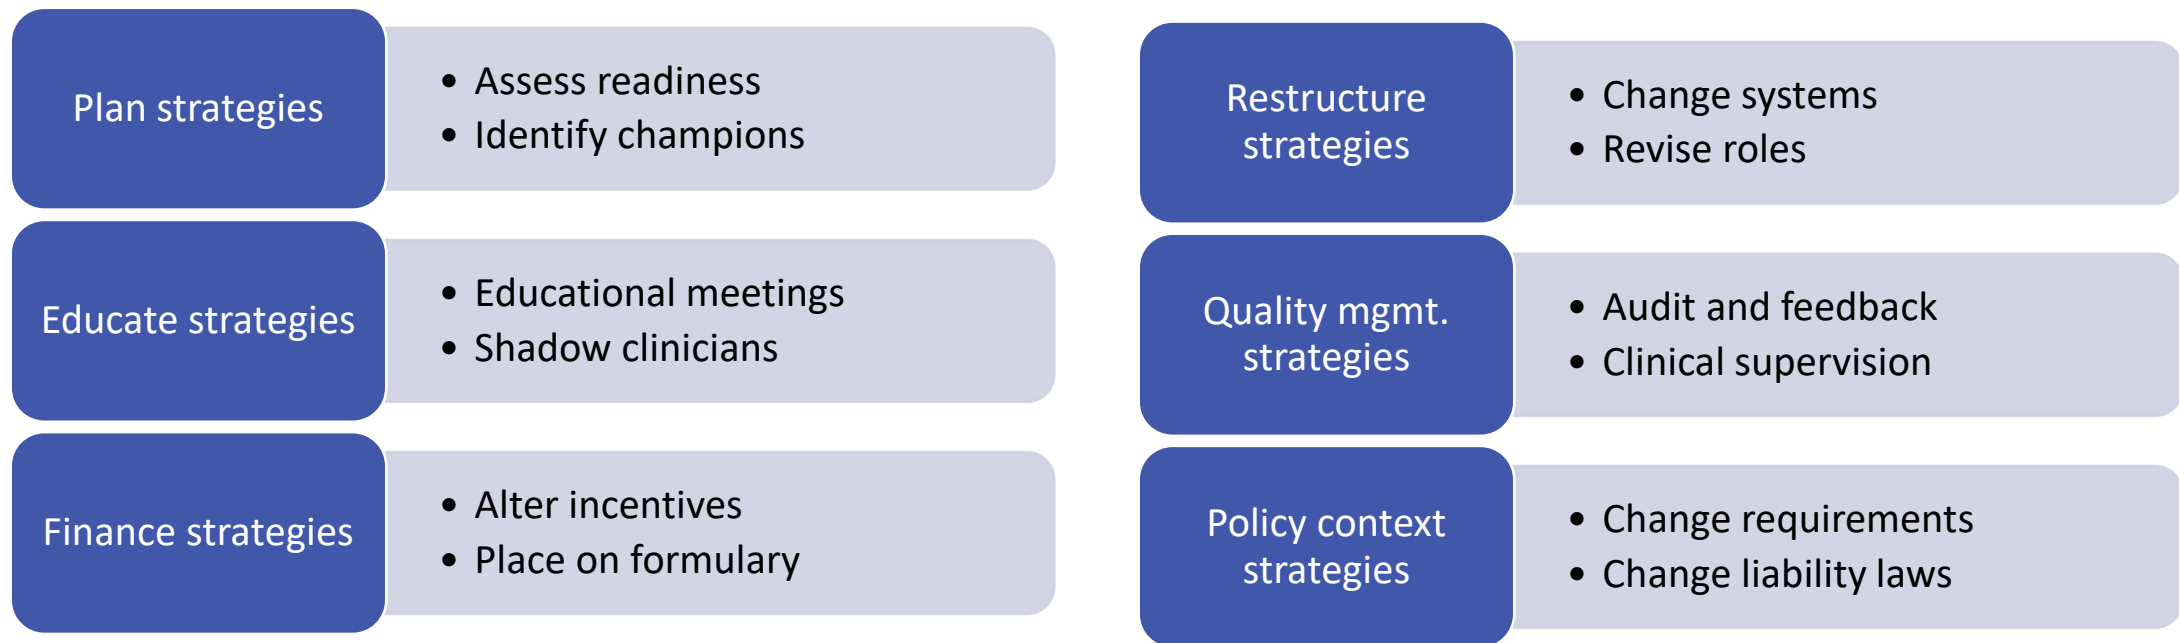 Plan strategies
• Assess readiness
• Identify champions
Educate strategies
• Educational meetings
• Shadow clinicians
Finance strategies
• Alter incentives
• Place on formulary
Restructure
strategies
• Change systems
• Revise roles
Quality mgmt.
strategies
• Audit and feedback
• Clinical supervision
Policy context
strategies
• Change requirements
• Change liability laws